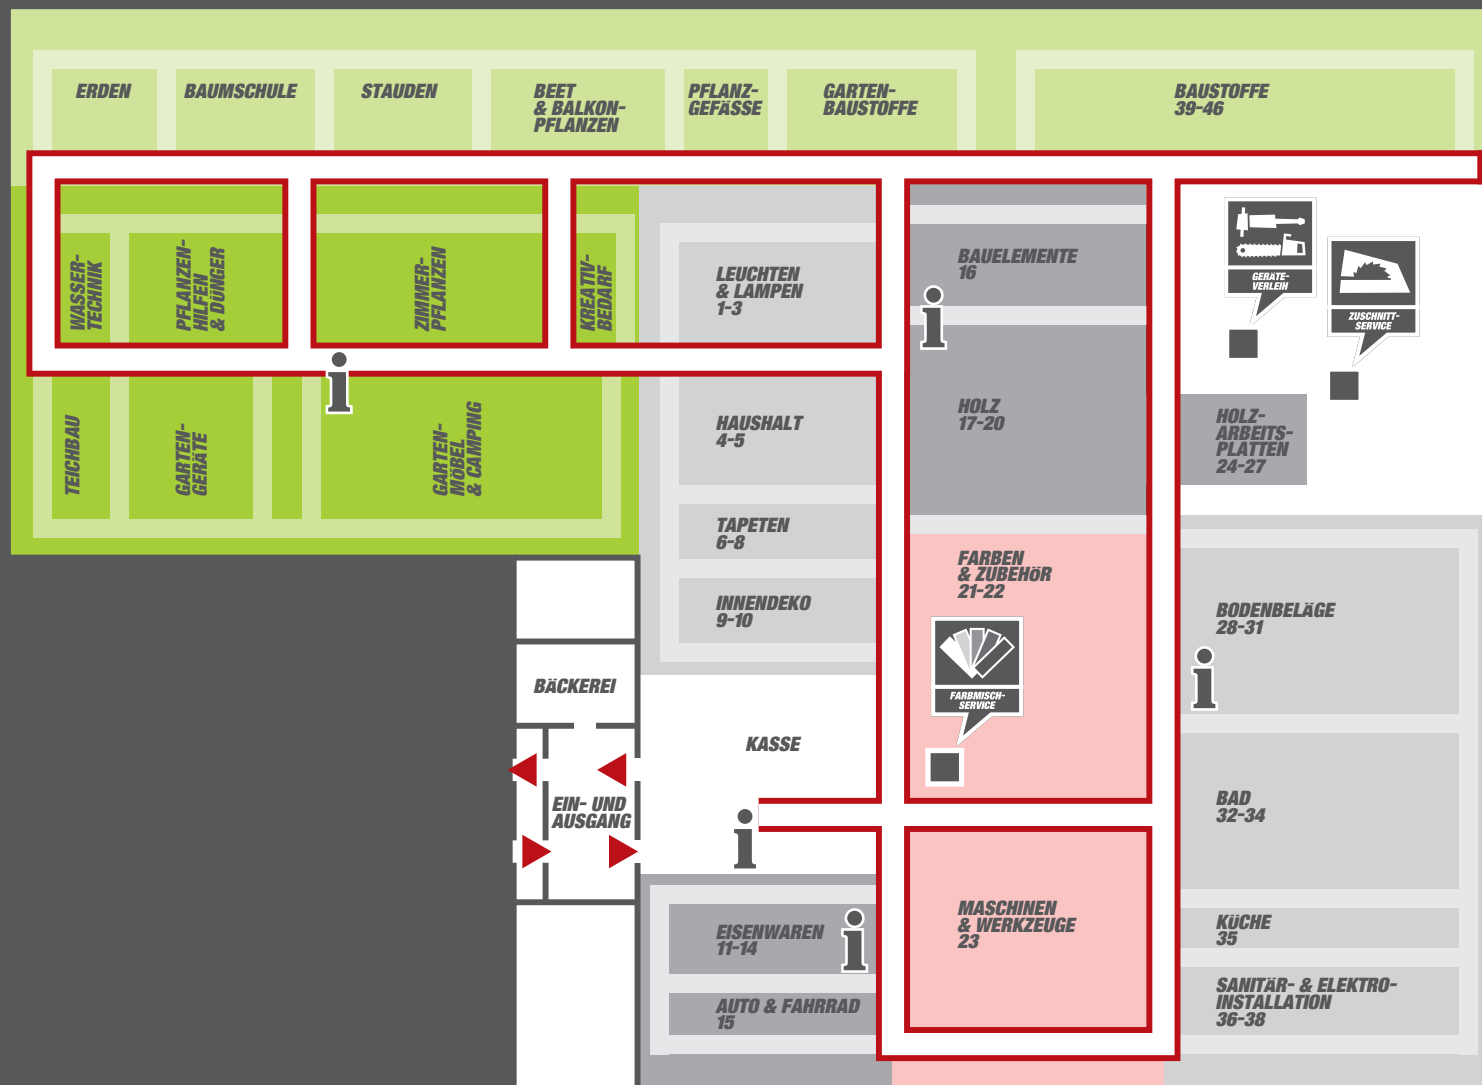 ERDEN
BAUMSCHULE
STAUDEN
BEET
& BALKON-
PFLANZEN
PFLANZ-
GEFÄSSE
GARTEN-
BAUSTOFFE
BAUSTOFFE
39-46
WASSER-
TECHNIK
PFLANZEN-
HILFEN
& DÜNGER
ZIMMER-
PFLANZEN
KREATIV-
BEDARF
LEUCHTEN
& LAMPEN
1-3
BAUELEMENTE
16
GERÄTE-
VERLEIH
ZUSCHNITT-
SERVICE
TEICHBAU
GARTEN-
GERÄTE
GARTEN-
MÖBEL
& CAMPING
HAUSHALT
4-5
HOLZ
17-20
HOLZ-
ARBEITS-
PLATTEN
24-27
TAPETEN
6-8
INNENDEKO
9-10
FARBEN
& ZUBEHÖR
21-22
FARBMISCH-
SERVICE
BODENBELÄGE
28-31
BÄCKEREI
KASSE
EIN- UND
AUSGANG
BAD
32-34
EISENWAREN
11-14
MASCHINEN
& WERKZEUGE
23
KÜCHE
35
AUTO & FAHRRAD
15
SANITÄR- & ELEKTRO-
INSTALLATION
36-38